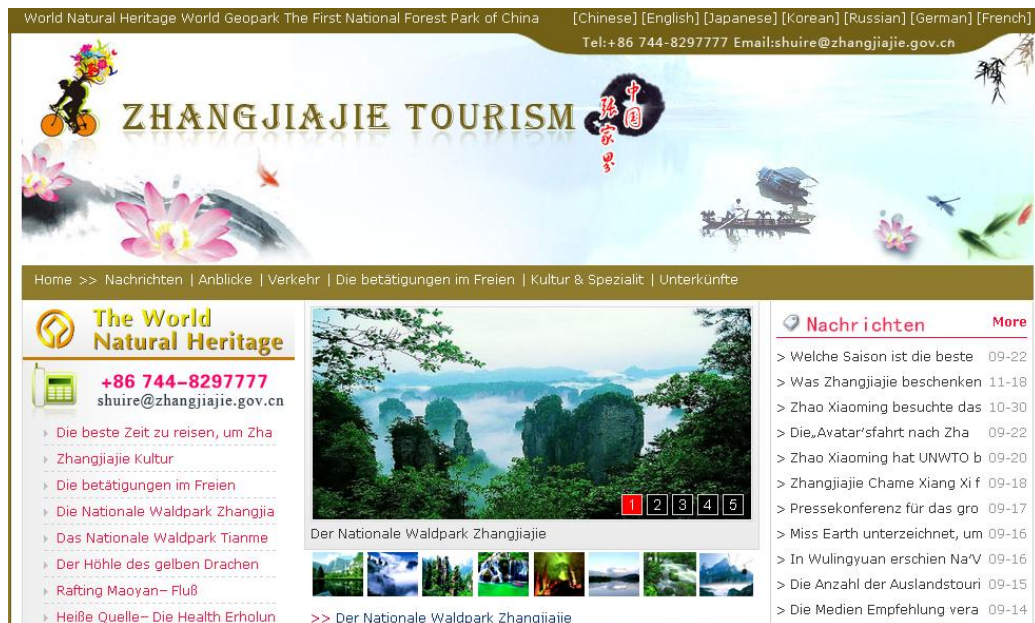 World Natural Heritage World Geopark The First National Forest Park of China
[Chinese] [English] [Japanese] [Korean] [Russian] [German] [French]
Tel:+86 744-8297777 Email:shuire@zhangjiajie.gov.cn
ZHANGJIAJIE TOURISM
中国
张家界
Home >> Nachrichten | Anblicke | Verkehr | Die betätigungen im Freien | Kultur & Spezialit | Unterkünfte
The World
Natural Heritage
+86 744-8297777
shuire@zhangjiajie.gov.cn
Die beste Zeit zu reisen, um Zha
Zhangjiajie Kultur
Die betätigungen im Freien
Die Nationale Waldpark Zhangjia
Das Nationale Waldpark Tianme
Der Höhle des gelben Drachen
Rafting Maoyan– Fluß
Heiße Quelle– Die Health Erholun
1 2 3 4 5
Der Nationale Waldpark Zhangjiajie
>> Der Nationale Waldpark Zhangjiajie
Nachrichten More
> Welche Saison ist die beste 09-22
> Was Zhangjiajie beschenken 11-18
> Zhao Xiaoming besuchte das 10-30
> Die„Avatar'sfahrt nach Zha 09-22
> Zhao Xiaoming hat UNWTO b 09-20
> Zhangjiajie Chame Xiang Xi f 09-18
> Pressekonferenz für das gro 09-17
> Miss Earth unterzeichnet, um 09-16
> In Wulingyuan erschien Na'V 09-16
> Die Anzahl der Auslandstouri 09-15
> Die Medien Empfehlung vera 09-14